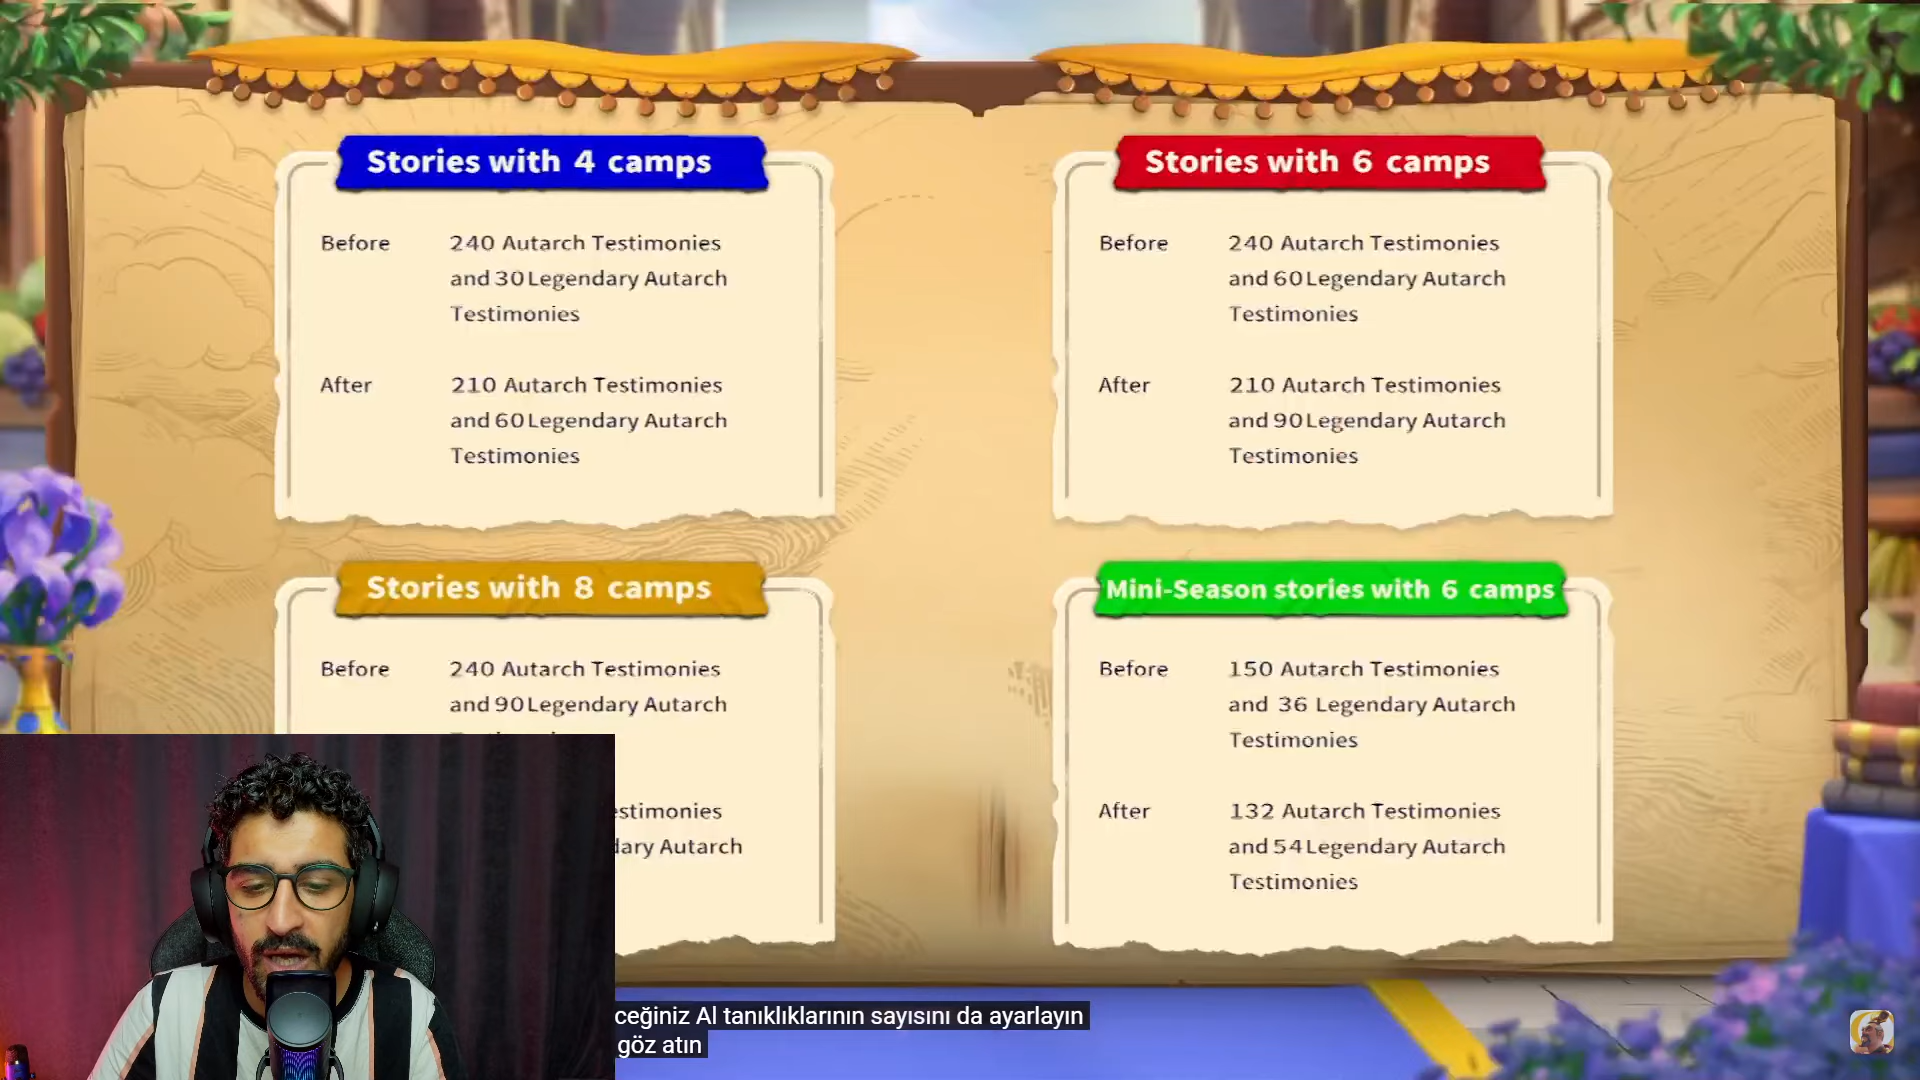 Stories with 4 camps
Before 240 Autarch Testimonies
and 30 Legendary Autarch
Testimonies
After 210 Autarch Testimonies
and 60 Legendary Autarch
Testimonies
Stories with 6 camps
Before 240 Autarch Testimonies
and 60 Legendary Autarch
Testimonies
After 210 Autarch Testimonies
and 90 Legendary Autarch
Testimonies
Stories with 8 camps
Before 240 Autarch Testimonies
and 90 Legendary Autarch
estimonies
dary Autarch
Mini-Season stories with 6 camps
Before 150 Autarch Testimonies
and 36 Legendary Autarch
Testimonies
After 132 Autarch Testimonies
and 54 Legendary Autarch
Testimonies
ceğiniz Al tanıklıklarının sayısını da ayarlayın
göz atın